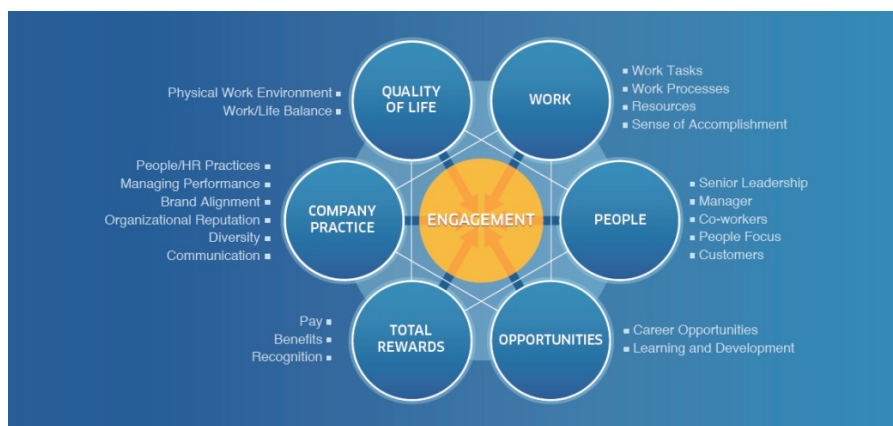 QUALITY
OF LIFE
Physical Work Environment
Work/Life Balance
WORK
Work Tasks
Work Processes
Resources
Sense of Accomplishment
COMPANY
PRACTICE
People/HR Practices
Managing Performance
Brand Alignment
Organizational Reputation
Diversity
Communication
ENGAGEMENT
PEOPLE
Senior Leadership
Manager
Co-workers
People Focus
Customers
TOTAL
REWARDS
Pay
Benefits
Recognition
OPPORTUNITIES
Career Opportunities
Learning and Development